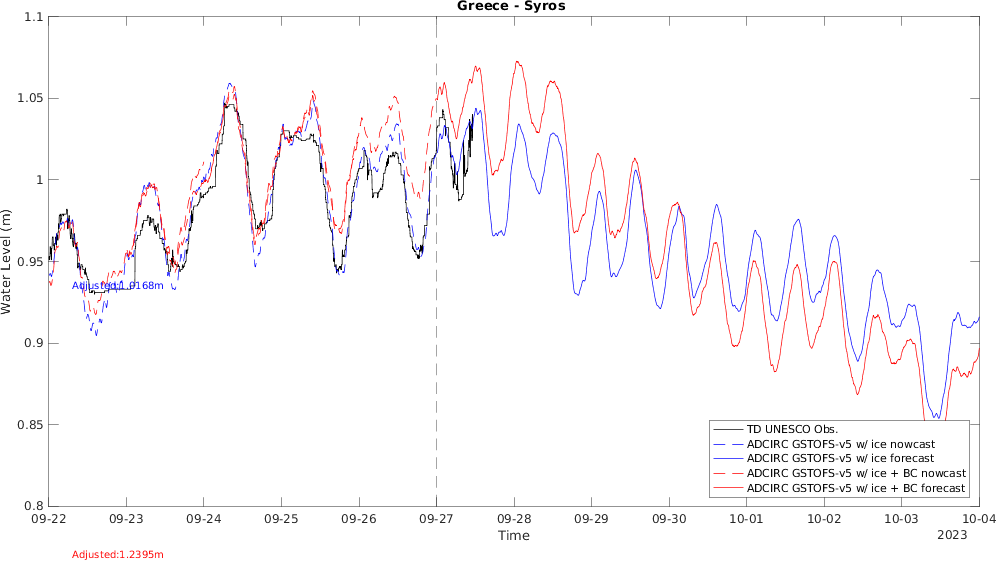 Greece - Syros
1.1
1.05
1
0.95
0.9
0.85
0.8
Water Level (m)
Adjusted:1.0168m
TD UNESCO Obs.
ADCIRC GSTOFS-v5 w/ ice nowcast
ADCIRC GSTOFS-v5 w/ ice forecast
ADCIRC GSTOFS-v5 w/ ice + BC nowcast
ADCIRC GSTOFS-v5 w/ ice + BC forecast
09-22 09-23 09-24 09-25 09-26 09-27 09-28 09-29 09-30 10-01 10-02 10-03 10-04
Time
2023
Adjusted:1.2395m